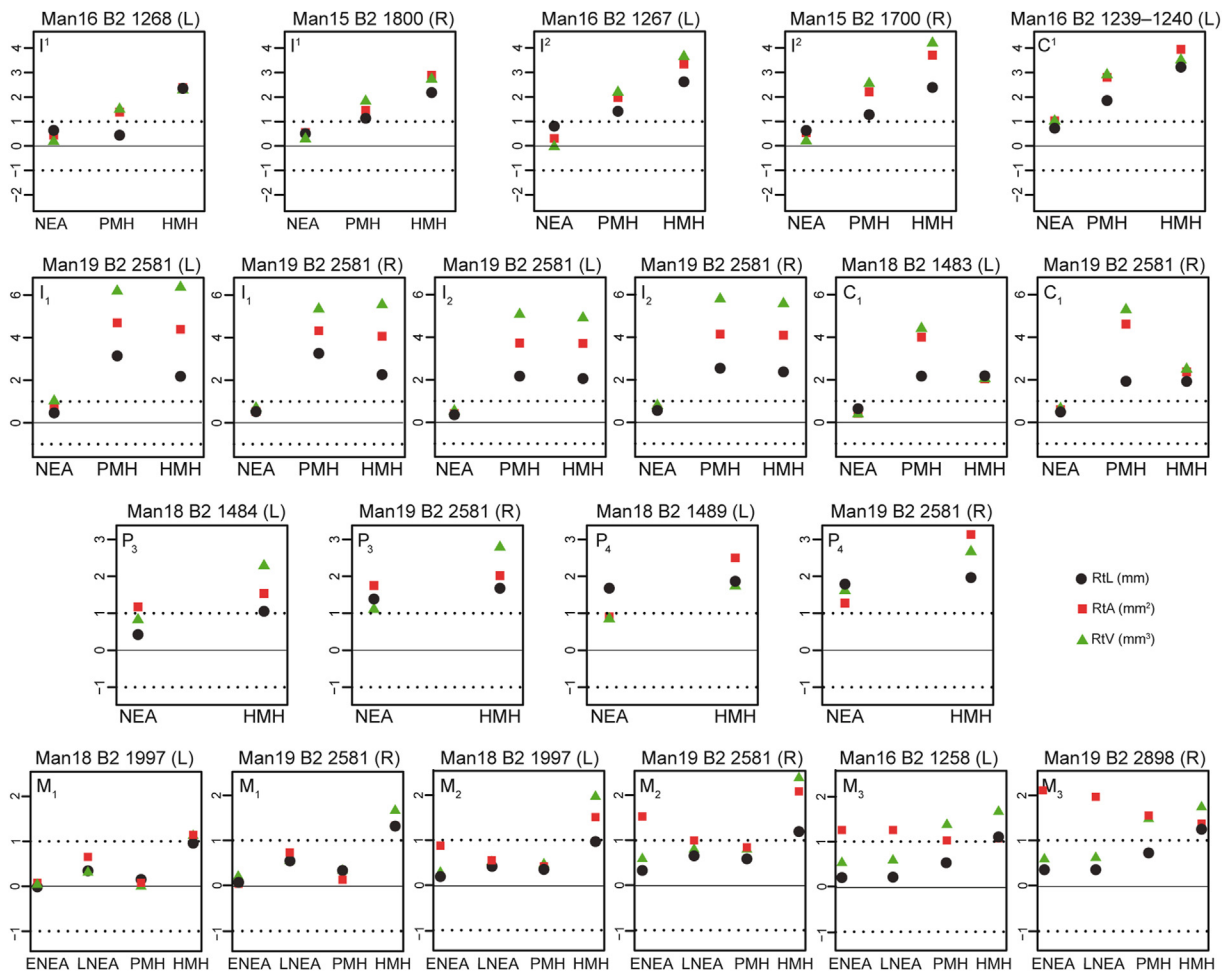 Man16 B2 1268 (L) Man15 B2 1800 (R) Man16 B2 1267 (L) Man15 B2 1700 (R) Man16 B2 1239–1240 (L)
I¹ I¹ I² I² C¹
4
3
2
1
0
−1
−2
NEA PMH HMH NEA PMH HMH NEA PMH HMH NEA PMH HMH NEA PMH HMH
Man19 B2 2581 (L) Man19 B2 2581 (R) Man19 B2 2581 (L) Man19 B2 2581 (R) Man18 B2 1483 (L) Man19 B2 2581 (R)
I₁ I₁ I₂ I₂ C₁ C₁
6
4
2
0
NEA PMH HMH NEA PMH HMH NEA PMH HMH NEA PMH HMH NEA PMH HMH NEA PMH HMH
Man18 B2 1484 (L) Man19 B2 2581 (R) Man18 B2 1489 (L) Man19 B2 2581 (R)
P₃ P₃ P₄ P₄
3
2
1
0
−1
NEA HMH NEA HMH NEA HMH NEA HMH
RtL (mm)
RtA (mm²)
RtV (mm³)
Man18 B2 1997 (L) Man19 B2 2581 (R) Man18 B2 1997 (L) Man19 B2 2581 (R) Man16 B2 1258 (L) Man19 B2 2898 (R)
M₁ M₁ M₂ M₂ M₃ M₃
2
1
0
−1
ENEA LNEA PMH HMH ENEA LNEA PMH HMH ENEA LNEA PMH HMH ENEA LNEA PMH HMH ENEA LNEA PMH HMH ENEA LNEA PMH HMH